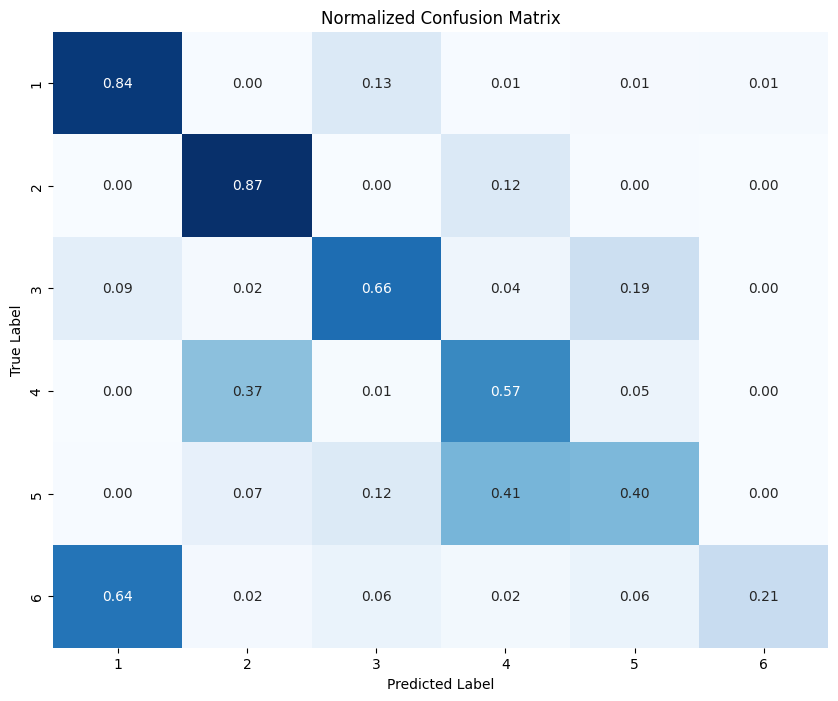 Normalized Confusion Matrix
True Label
1 0.84 0.00 0.13 0.01 0.01 0.01
2 0.00 0.87 0.00 0.12 0.00 0.00
3 0.09 0.02 0.66 0.04 0.19 0.00
4 0.00 0.37 0.01 0.57 0.05 0.00
5 0.00 0.07 0.12 0.41 0.40 0.00
6 0.64 0.02 0.06 0.02 0.06 0.21
1 2 3 4 5 6
Predicted Label